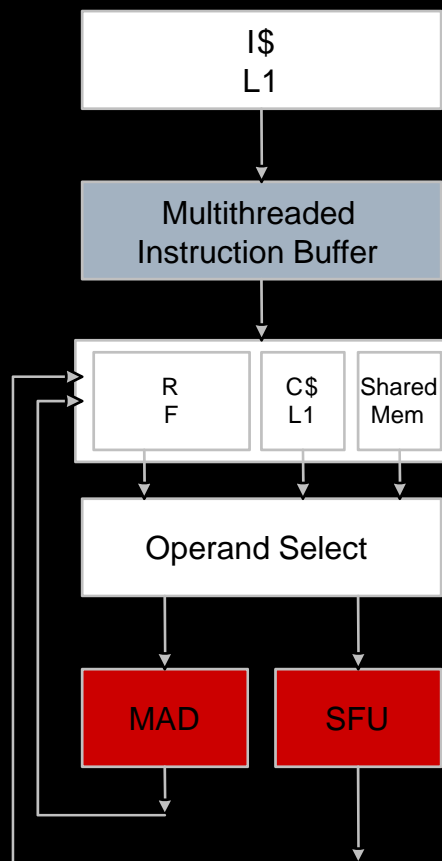 I$
L1
Multithreaded
Instruction Buffer
R
F
C$
L1
Shared
Mem
Operand Select
MAD
SFU